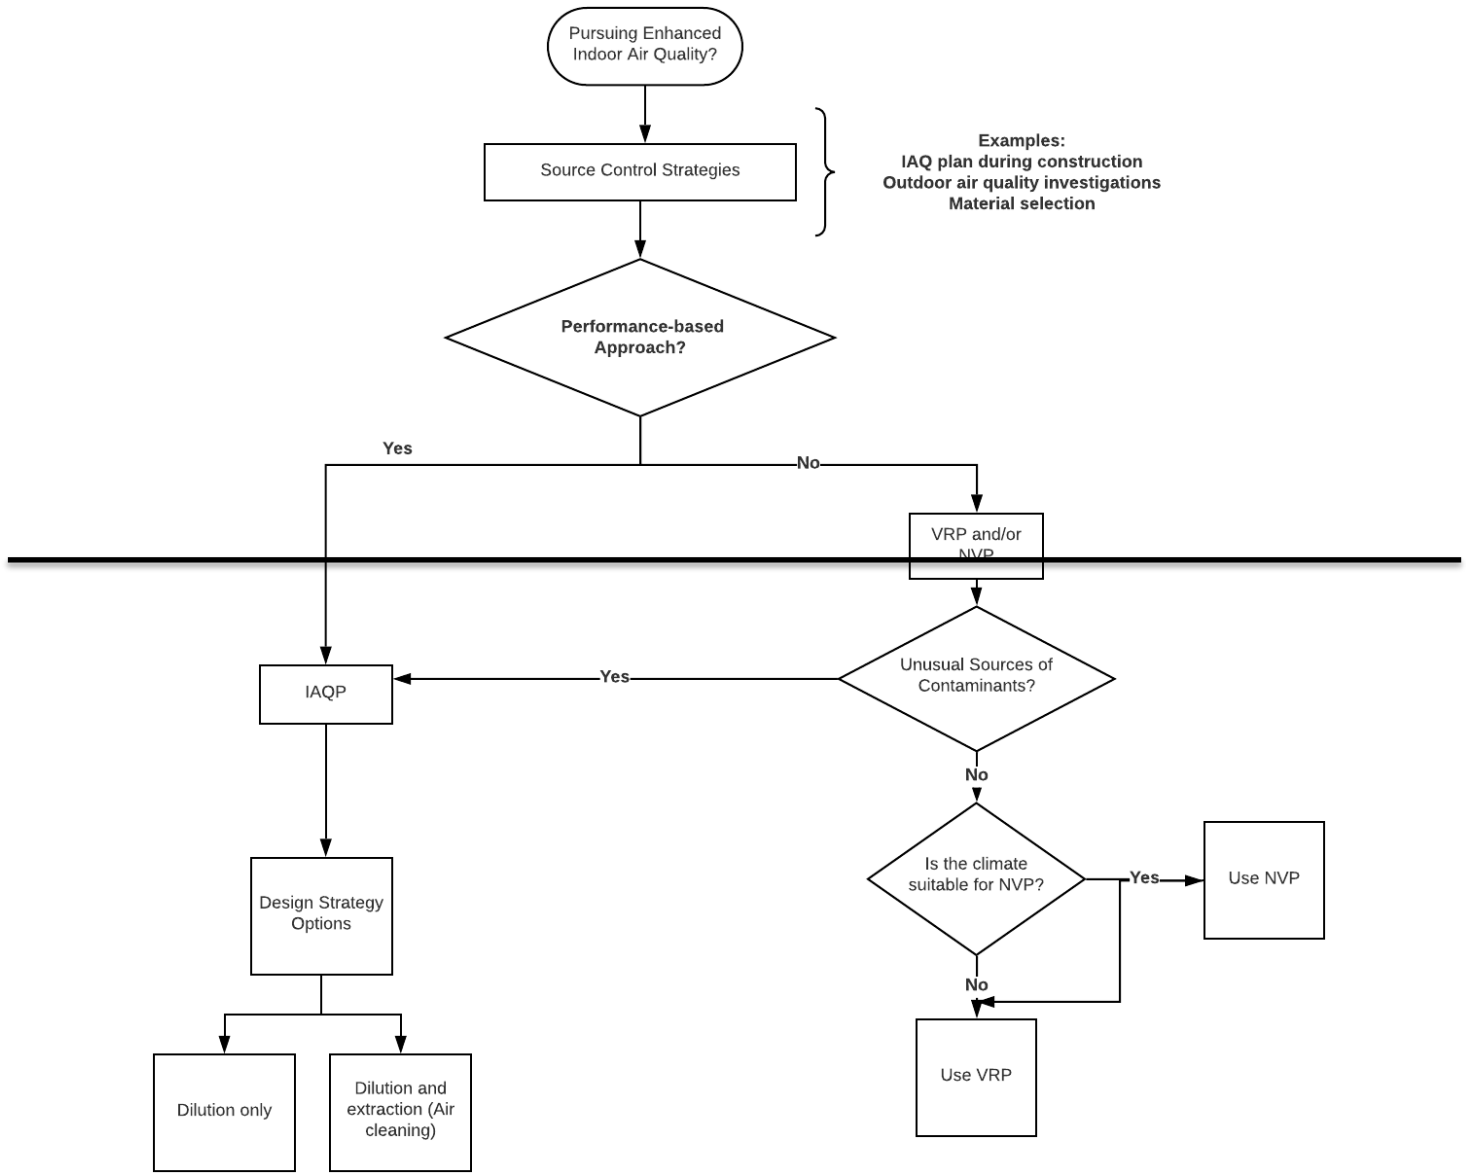 Pursuing Enhanced
Indoor Air Quality?
Source Control Strategies
Examples:
IAQ plan during construction
Outdoor air quality investigations
Material selection
Performance-based
Approach?
Yes
No
VRP and/or
NVP
Unusual Sources of
Contaminants?
Yes
IAQP
No
Is the climate
suitable for NVP?
Yes
Use NVP
Design Strategy
Options
No
Use VRP
Dilution only
Dilution and
extraction (Air
cleaning)